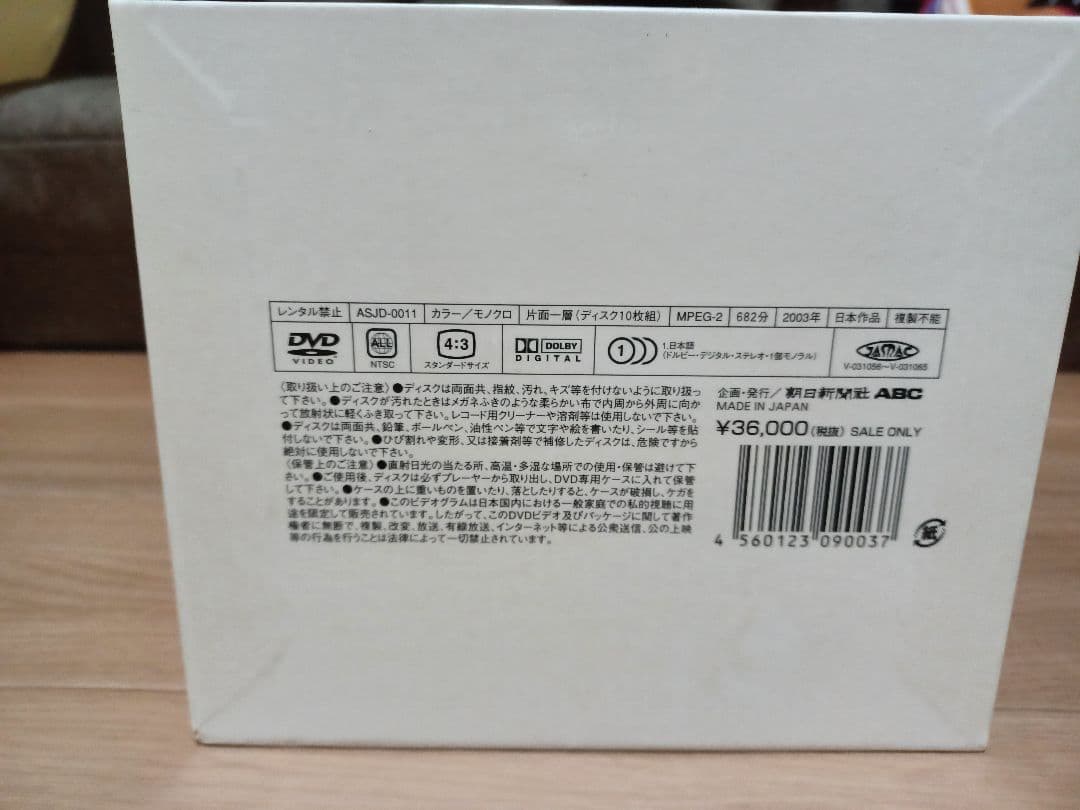 レンタル禁止 ASJD-0011 カラー／モノクロ 片面一層(ディスク10枚組) MPEG-2 682分 2003年 日本作品 複製不能
DVD VIDEO
ALL NTSC
4:3 スタンダードサイズ
DOLBY DIGITAL
1 1.日本語 (ドルビー・デジタル・ステレオ・1部モノラル)
JASRAC V-031056～V-031065
〈取り扱い上のご注意〉●ディスクは両面共、指紋、汚れ、キズ等を付けないように取り扱っ
て下さい。●ディスクが汚れたときはメガネふきのような柔らかい布で内周から外周に向か
って放射状に軽くふき取って下さい。レコード用クリーナーや溶剤等は使用しないで下さい。
●ディスクは両面共、鉛筆、ボールペン、油性ペン等で文字や絵を書いたり、シール等を貼
付しないで下さい。●ひび割れや変形、又は接着剤等で補修したディスクは、危険ですから
絶対に使用しないで下さい。
〈保管上のご注意〉●直射日光の当たる所、高温・多湿な場所での使用・保管は避けて下
さい。●ご使用後、ディスクは必ずプレーヤーから取り出し、DVD専用ケースに入れて保管
して下さい。●ケースの上に重いものを置いたり、落としたりすると、ケースが破損し、ケガを
することがあります。●このビデオグラムは日本国内における一般家庭での私的視聴に用
途を限定して販売されています。したがって、このDVDビデオ及びパッケージに関して著作
権者に無断で、複製、改変、放送、有線放送、インターネット等による公衆送信、公の上映
等の行為を行うことは法律によって一切禁止されています。
企画・発行／朝日新聞社 ABC
MADE IN JAPAN
¥36,000(税抜) SALE ONLY
4 560123 090037
紙